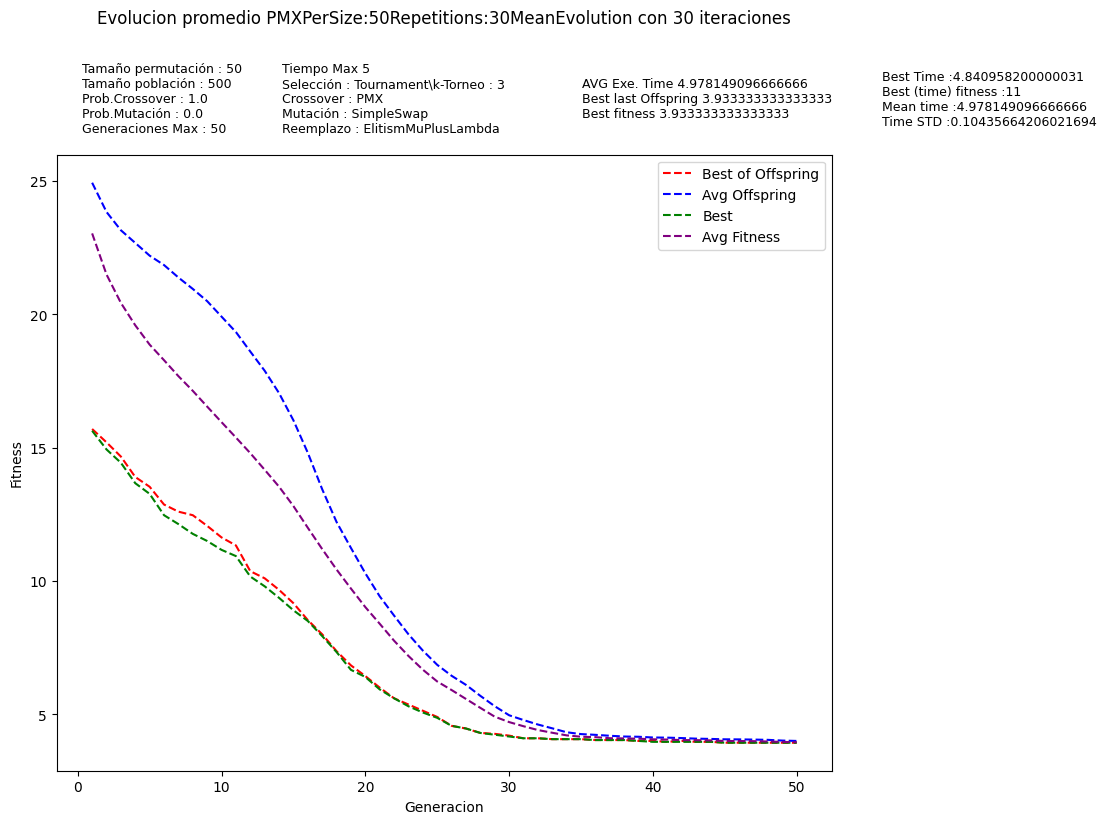 Evolucion promedio PMXPerSize:50Repetitions:30MeanEvolution con 30 iteraciones
Tamaño permutación : 50
Tamaño población : 500
Prob.Crossover : 1.0
Prob.Mutación : 0.0
Generaciones Max : 50
Tiempo Max 5
Selección : Tournament\k-Torneo : 3
Crossover : PMX
Mutación : SimpleSwap
Reemplazo : ElitismMuPlusLambda
AVG Exe. Time 4.978149096666666
Best last Offspring 3.933333333333333
Best fitness 3.933333333333333
Best Time :4.840958200000031
Best (time) fitness :11
Mean time :4.978149096666666
Time STD :0.10435664206021694
Best of Offspring
Avg Offspring
Best
Avg Fitness
Fitness
25
20
15
10
5
0
10
20
30
40
50
Generacion